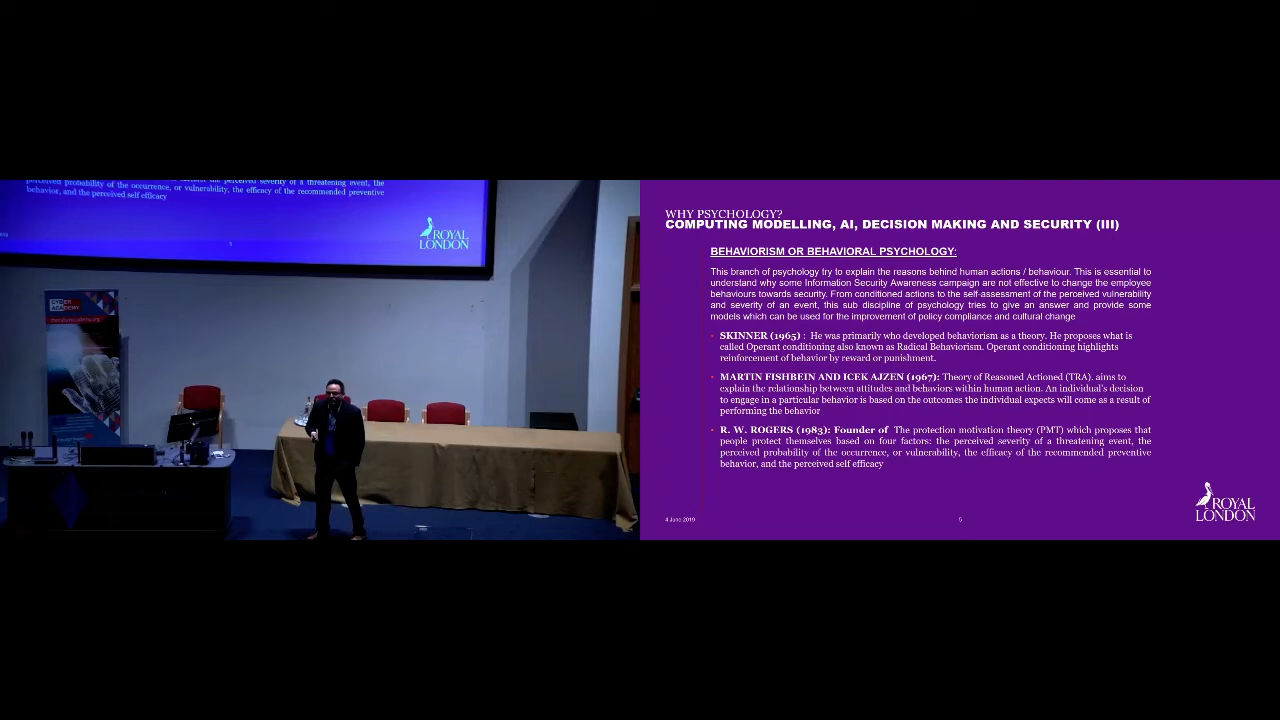 perceived probability of the occurrence, or vulnerability, the efficacy of the recommended preventive
behavior, and the perceived self efficacy
ROYAL
LONDON
WHY PSYCHOLOGY?
COMPUTING MODELLING, AI, DECISION MAKING AND SECURITY (III)
BEHAVIORISM OR BEHAVIORAL PSYCHOLOGY:
This branch of psychology try to explain the reasons behind human actions / behaviour. This is essential to
understand why some Information Security Awareness campaign are not effective to change the employee
behaviours towards security. From conditioned actions to the self-assessment of the perceived vulnerability
and severity of an event, this sub discipline of psychology tries to give an answer and provide some
models which can be used for the improvement of policy compliance and cultural change
• SKINNER (1965) : He was primarily who developed behaviorism as a theory. He proposes what is
called Operant conditioning also known as Radical Behaviorism. Operant conditioning highlights
reinforcement of behavior by reward or punishment.
• MARTIN FISHBEIN AND ICEK AJZEN (1967): Theory of Reasoned Actioned (TRA). aims to
explain the relationship between attitudes and behaviors within human action. An individual's decision
to engage in a particular behavior is based on the outcomes the individual expects will come as a result of
performing the behavior
• R. W. ROGERS (1983): Founder of The protection motivation theory (PMT) which proposes that
people protect themselves based on four factors: the perceived severity of a threatening event, the
perceived probability of the occurrence, or vulnerability, the efficacy of the recommended preventive
behavior, and the perceived self efficacy
ROYAL
LONDON
4 June 2019
5